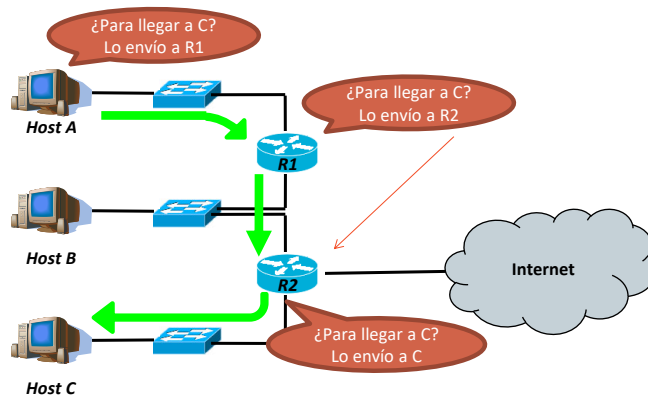 ¿Para llegar a C?
Lo envío a R1
Host A
¿Para llegar a C?
Lo envío a R2
R1
Host B
R2
Internet
¿Para llegar a C?
Lo envío a C
Host C